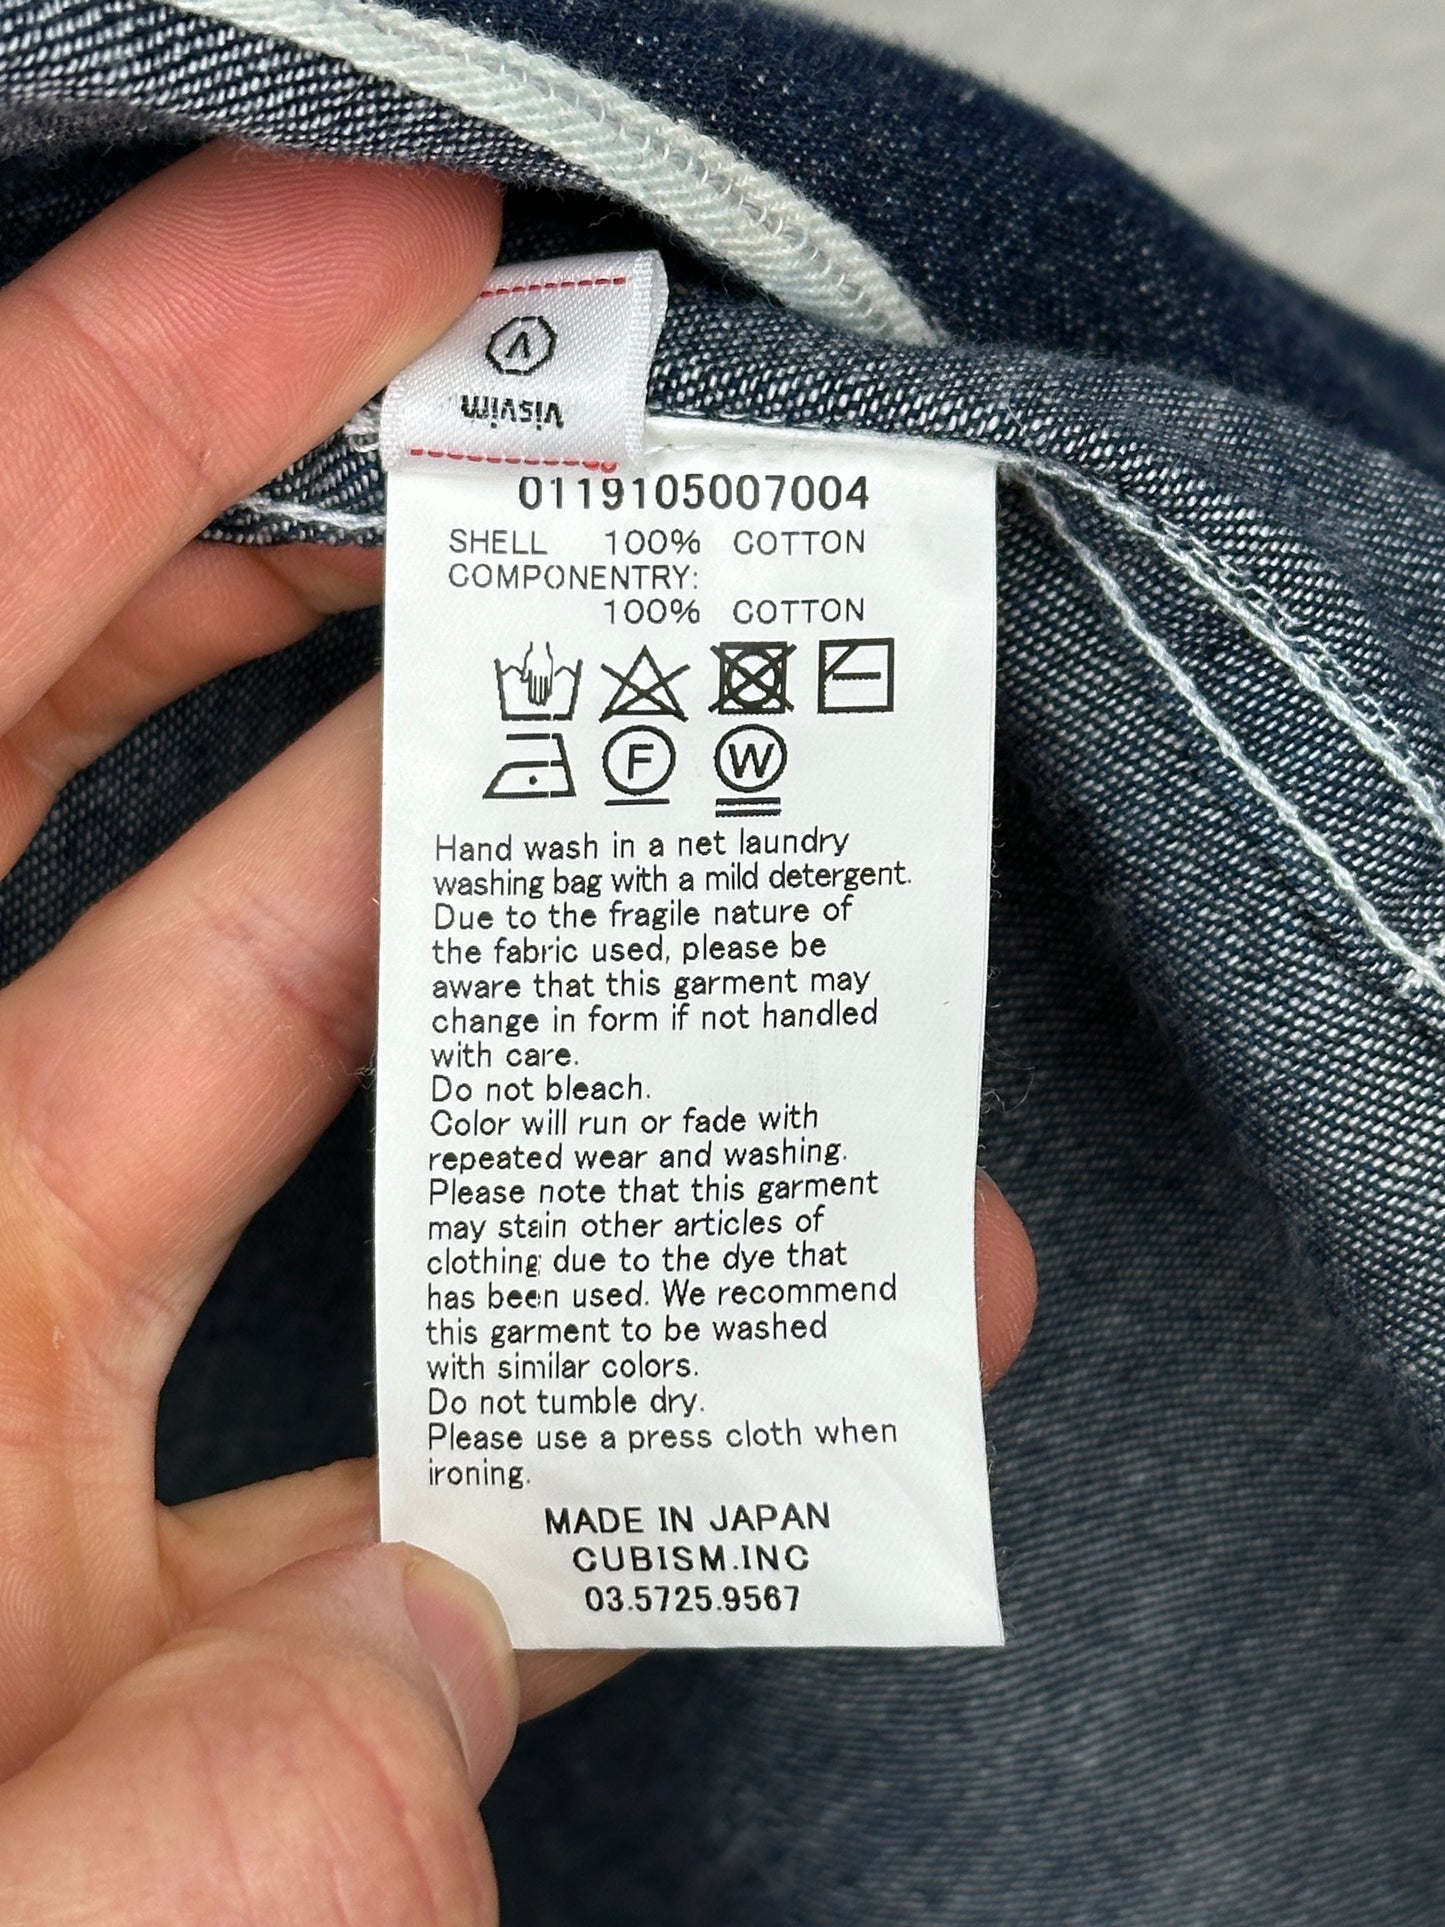 visvim
0119105007004
SHELL 100% COTTON
COMPONENTRY:
100% COTTON
F W
Hand wash in a net laundry
washing bag with a mild detergent.
Due to the fragile nature of
the fabric used, please be
aware that this garment may
change in form if not handled
with care.
Do not bleach.
Color will run or fade with
repeated wear and washing.
Please note that this garment
may stain other articles of
clothing due to the dye that
has been used. We recommend
this garment to be washed
with similar colors.
Do not tumble dry.
Please use a press cloth when
ironing.
MADE IN JAPAN
CUBISM.INC
03.5725.9567